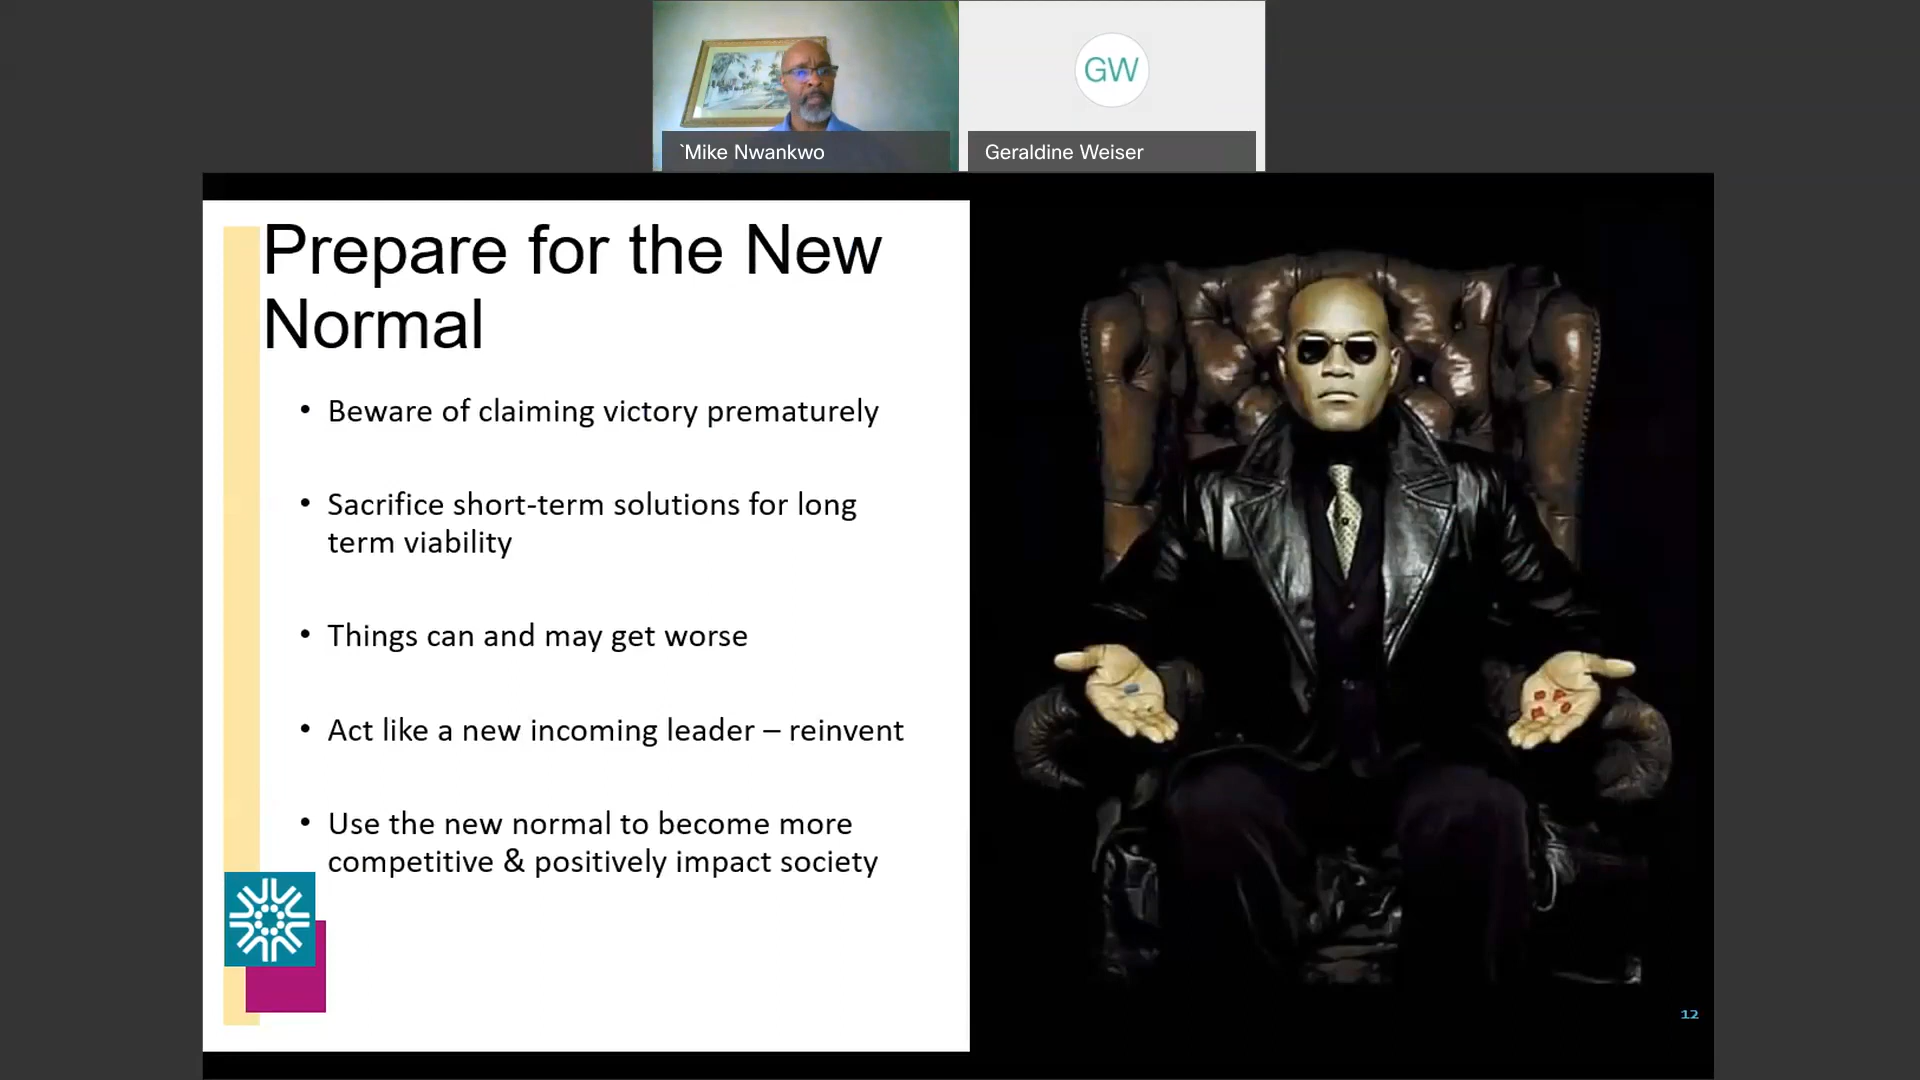 `Mike Nwankwo
GW
Geraldine Weiser
Prepare for the New
Normal
• Beware of claiming victory prematurely
• Sacrifice short-term solutions for long
term viability
• Things can and may get worse
• Act like a new incoming leader – reinvent
• Use the new normal to become more
competitive & positively impact society
12